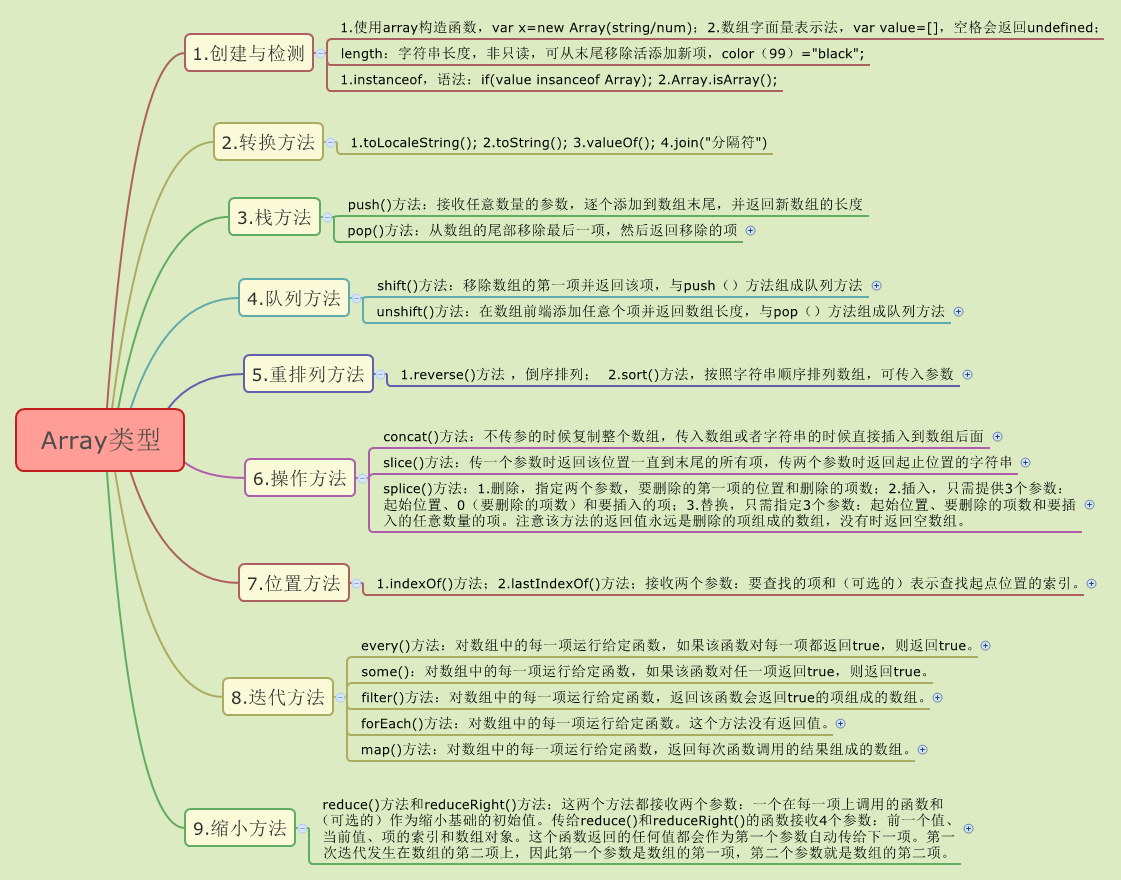 Array类型
1.创建与检测
1.使用array构造函数，var x=new Array(string/num)；2.数组字面量表示法，var value=[]，空格会返回undefined；
length：字符串长度，非只读，可从末尾移除活添加新项，color（99）="black";
1.instanceof，语法：if(value insanceof Array); 2.Array.isArray();
2.转换方法
1.toLocaleString(); 2.toString(); 3.valueOf(); 4.join("分隔符")
3.栈方法
push()方法：接收任意数量的参数，逐个添加到数组末尾，并返回新数组的长度
pop()方法：从数组的尾部移除最后一项，然后返回移除的项
4.队列方法
shift()方法：移除数组的第一项并返回该项，与push（）方法组成队列方法
unshift()方法：在数组前端添加任意个项并返回数组长度，与pop（）方法组成队列方法
5.重排列方法
1.reverse()方法 ，倒序排列； 2.sort()方法，按照字符串顺序排列数组，可传入参数
6.操作方法
concat()方法：不传参的时候复制整个数组，传入数组或者字符串的时候直接插入到数组后面
slice()方法：传一个参数时返回该位置一直到末尾的所有项，传两个参数时返回起止位置的字符串
splice()方法：1.删除，指定两个参数，要删除的第一项的位置和删除的项数；2.插入，只需提供3个参数：
起始位置、0（要删除的项数）和要插入的项；3.替换，只需指定3个参数：起始位置、要删除的项数和要插
入的任意数量的项。注意该方法的返回值永远是删除的项组成的数组，没有时返回空数组。
7.位置方法
1.indexOf()方法；2.lastIndexOf()方法；接收两个参数：要查找的项和（可选的）表示查找起点位置的索引。
8.迭代方法
every()方法：对数组中的每一项运行给定函数，如果该函数对每一项都返回true，则返回true。
some()：对数组中的每一项运行给定函数，如果该函数对任一项返回true，则返回true。
filter()方法：对数组中的每一项运行给定函数，返回该函数会返回true的项组成的数组。
forEach()方法：对数组中的每一项运行给定函数。这个方法没有返回值。
map()方法：对数组中的每一项运行给定函数，返回每次函数调用的结果组成的数组。
9.缩小方法
reduce()方法和reduceRight()方法：这两个方法都接收两个参数：一个在每一项上调用的函数和
（可选的）作为缩小基础的初始值。传给reduce()和reduceRight()的函数接收4个参数：前一个值、
当前值、项的索引和数组对象。这个函数返回的任何值都会作为第一个参数自动传给下一项。第一
次迭代发生在数组的第二项上，因此第一个参数是数组的第一项，第二个参数就是数组的第二项。